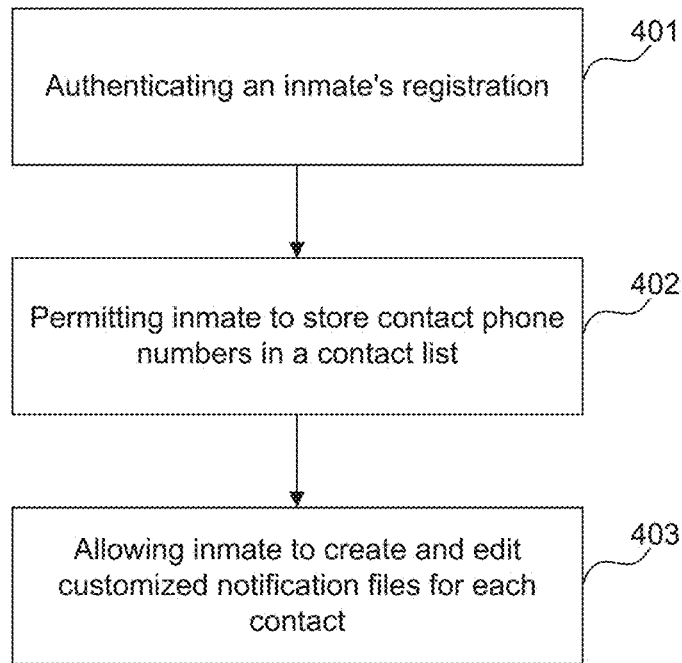 401
Authenticating an inmate's registration
402
Permitting inmate to store contact phone
numbers in a contact list
403
Allowing inmate to create and edit
customized notification files for each
contact